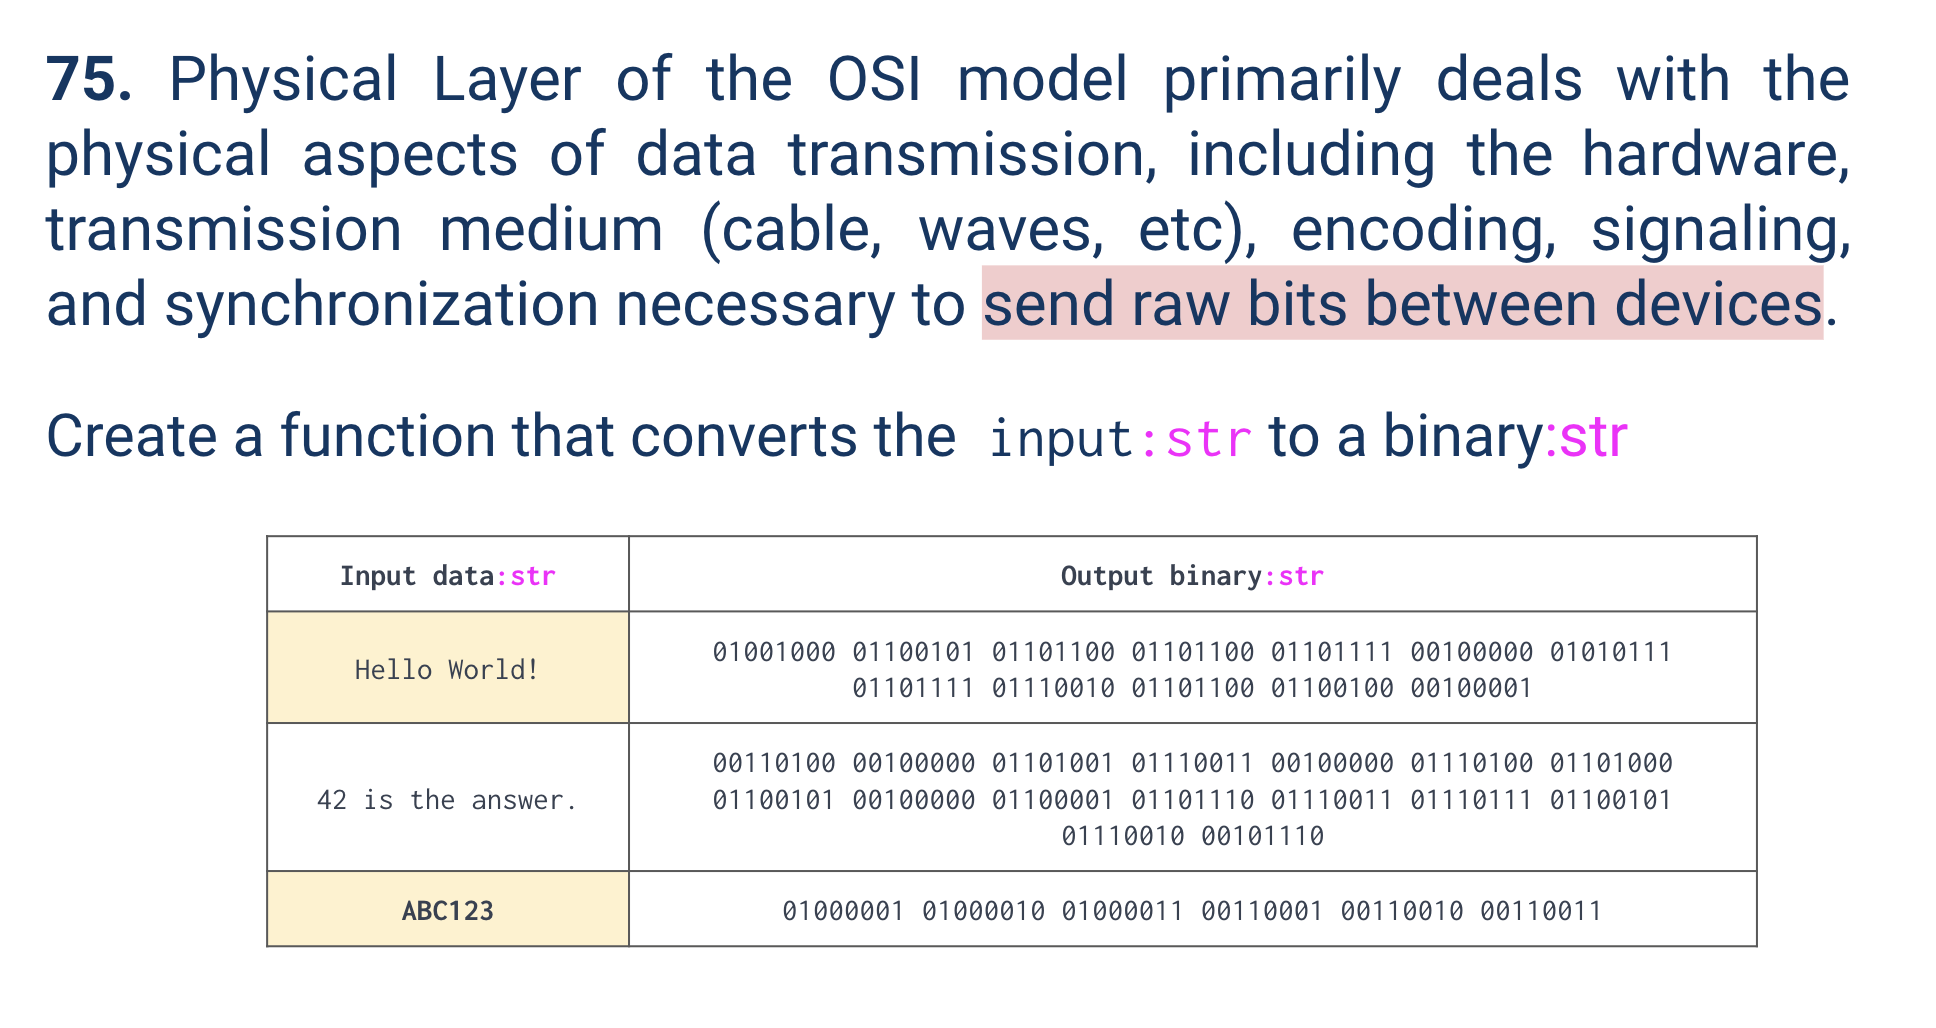 75. Physical Layer of the OSI model primarily deals with the
physical aspects of data transmission, including the hardware,
transmission medium (cable, waves, etc), encoding, signaling,
and synchronization necessary to send raw bits between devices.
Create a function that converts the input:str to a binary:str
Input data:str
Output binary:str
Hello World!
01001000 01100101 01101100 01101100 01101111 00100000 01010111
01101111 01110010 01101100 01100100 00100001
42 is the answer.
00110100 00100000 01101001 01110011 00100000 01110100 01101000
01100101 00100000 01100001 01101110 01110011 01110111 01100101
01110010 00101110
ABC123
01000001 01000010 01000011 00110001 00110010 00110011